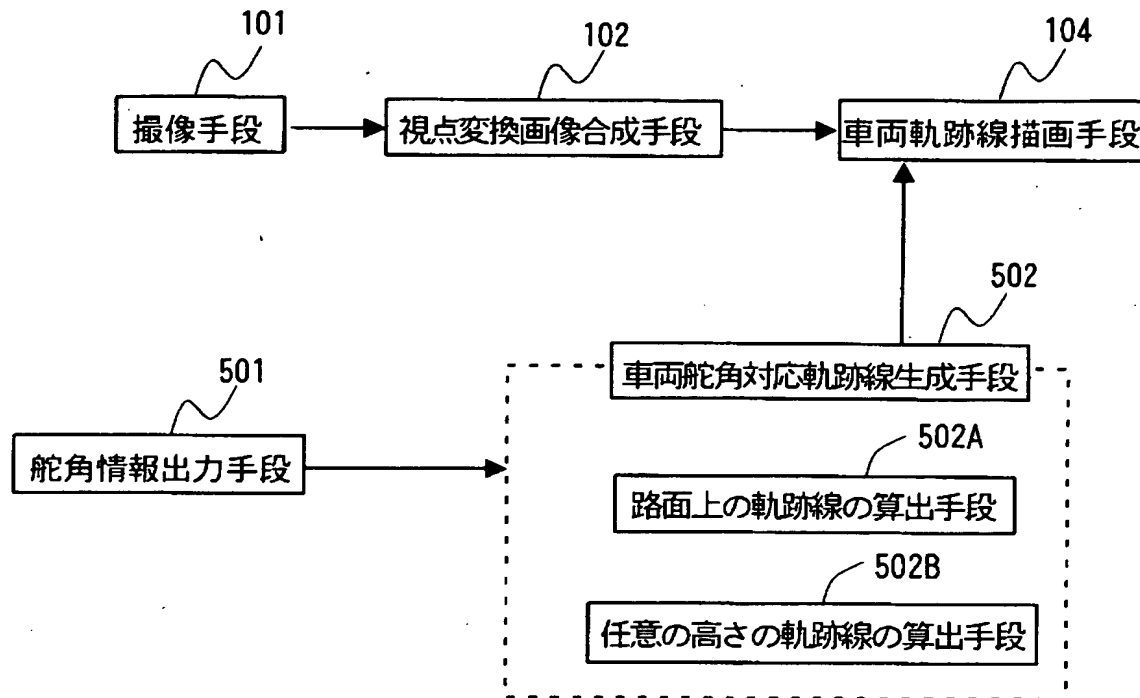 101
撮像手段
102
視点変換画像合成手段
104
車両軌跡線描画手段
502
車両舵角対応軌跡線生成手段
501
舵角情報出力手段
502A
路面上の軌跡線の算出手段
502B
任意の高さの軌跡線の算出手段